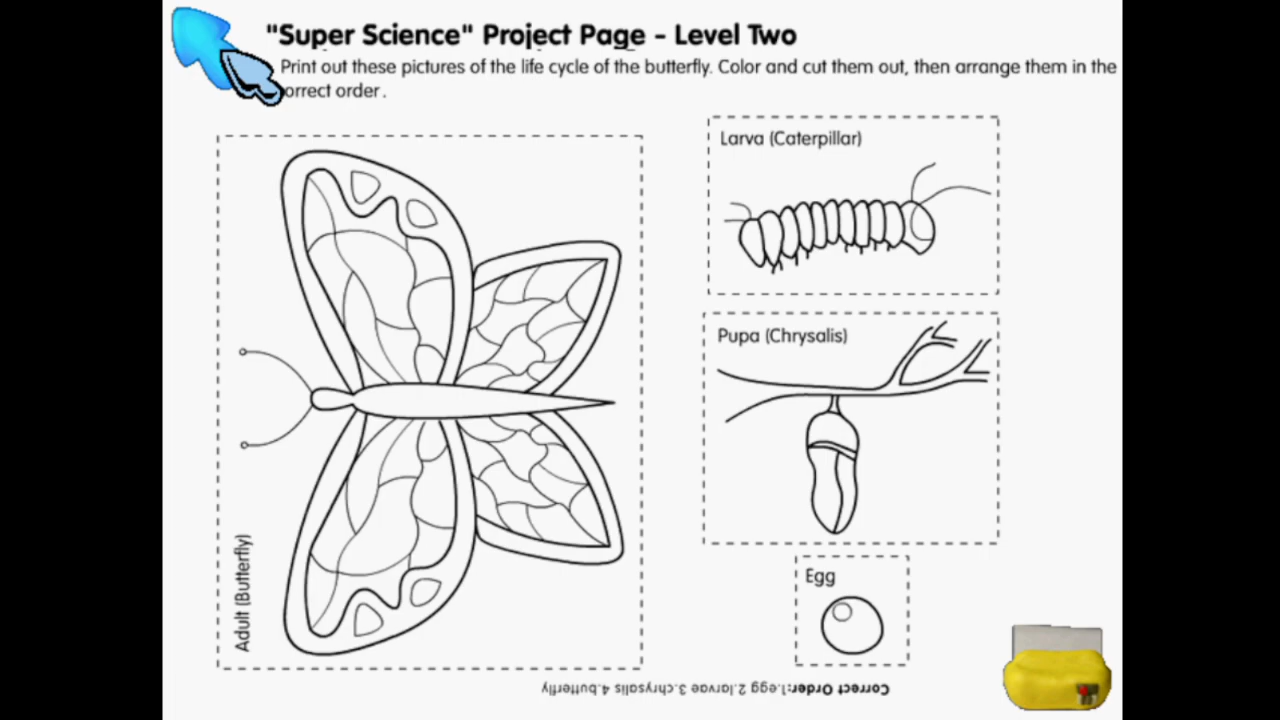 "Super Science" Project Page - Level Two
Print out these pictures of the life cycle of the butterfly. Color and cut them out, then arrange them in the
orrect order.
Larva (Caterpillar)
Pupa (Chrysalis)
Adult (Butterfly)
Egg
Correct Order:1.egg 2.larvae 3.chrysalis 4.butterfly